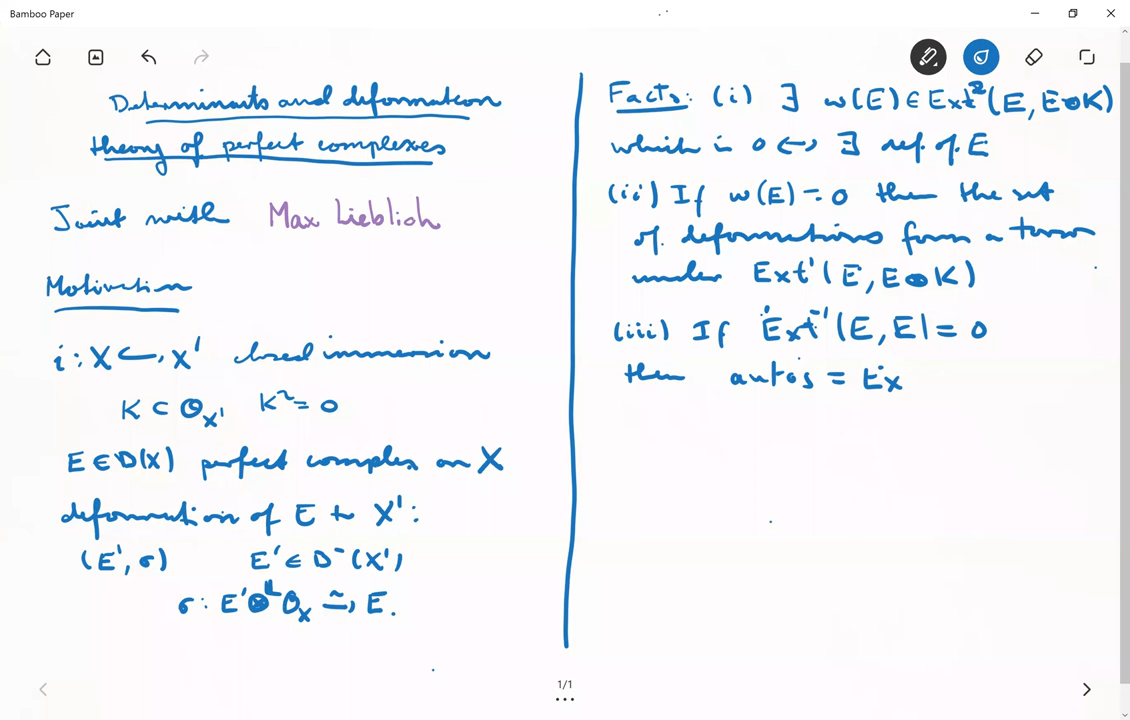 Bamboo Paper
Determinants and deformation
theory of perfect complexes
Joint with Max Lieblich
Motivation
i : X ↪ X' closed immersion
K ⊂ O_X' K² = 0
E ∈ D(X) perfect complex on X
deformation of E to X' :
(E', σ) E' ∈ D⁻(X')
σ : E' ⊗^L O_X ≃→ E.
Facts: (i) ∃ w(E) ∈ Ext²(E, E⊗K)
which is 0 ↔ ∃ def. of E
(ii) If w(E) = 0 then the set
of deformations form a torsor
under Ext¹(E, E⊗K)
(iii) If Ext⁻¹(E, E) = 0
then autos = Ex
1/1